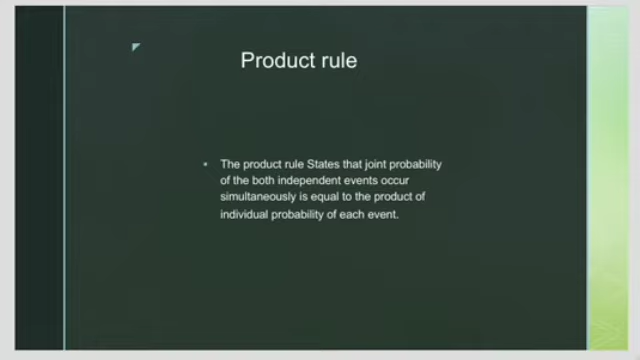 Product rule
The product rule States that joint probability
of the both independent events occur
simultaneously is equal to the product of
individual probability of each event.